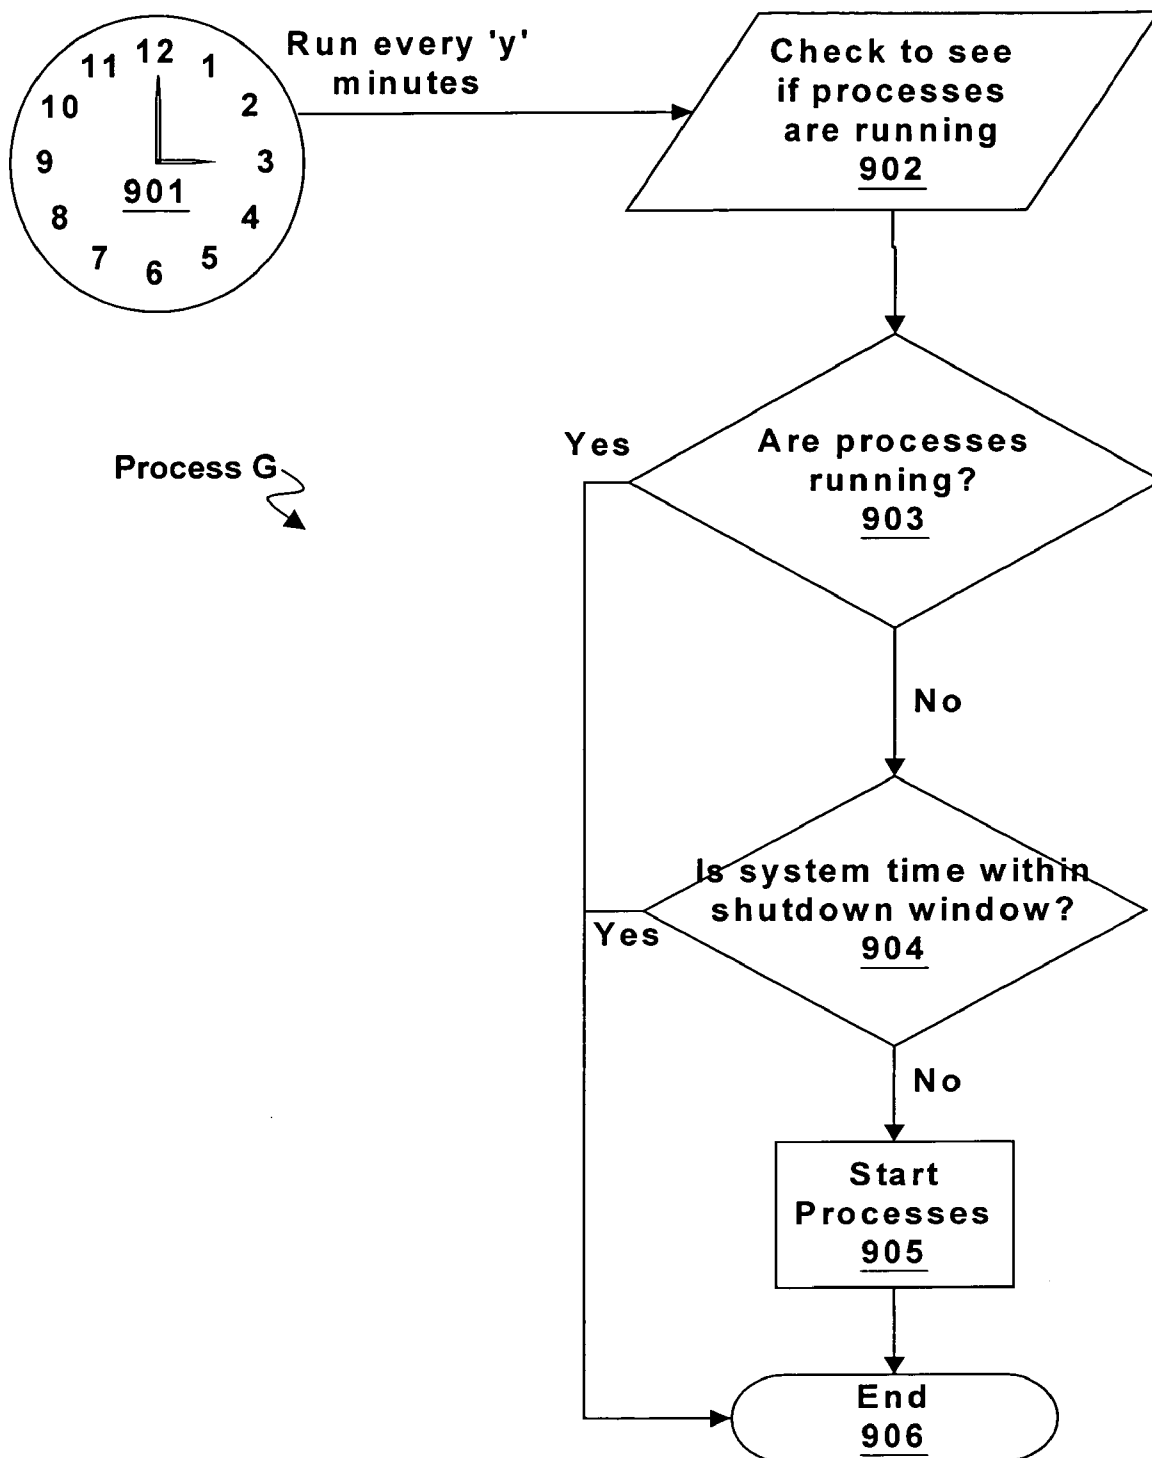 12
11
1
10
2
9
3
901
8
4
7
5
6
Run every 'y'
minutes
Check to see
if processes
are running
902
Process G
Yes
Are processes
running?
903
No
Is system time within
shutdown window?
904
Yes
No
Start
Processes
905
End
906